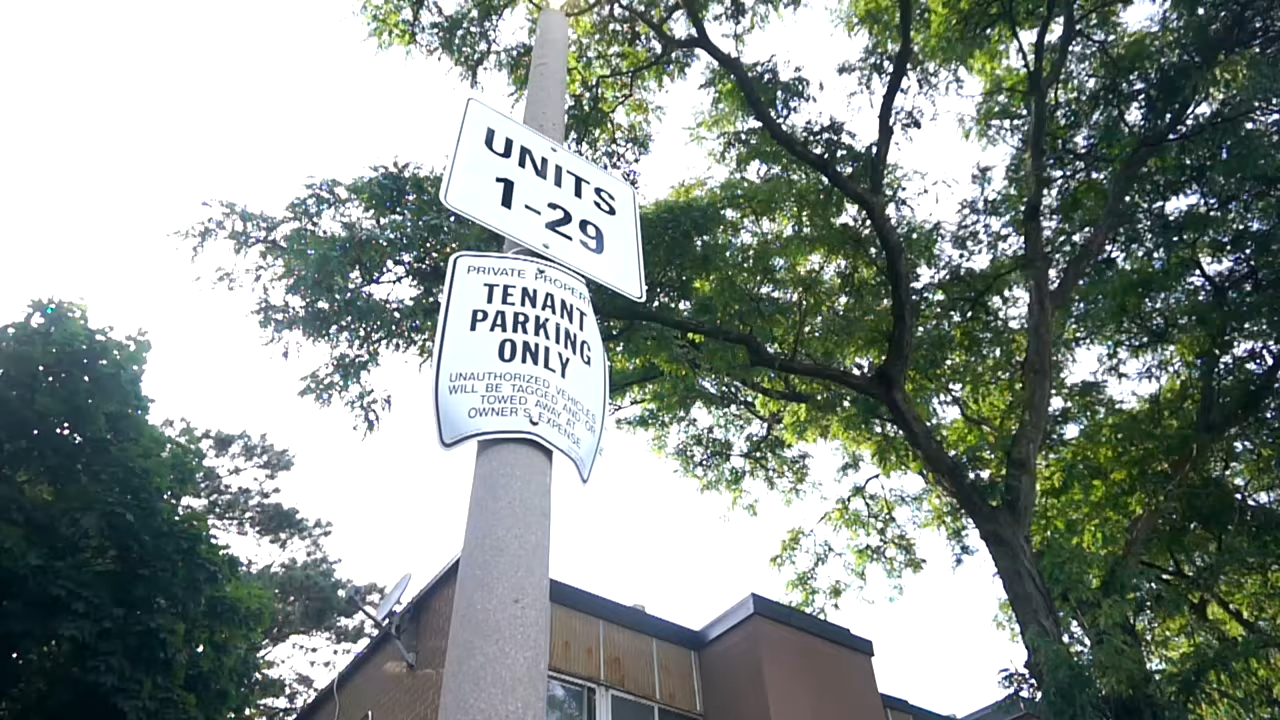 UNITS
1-29
PRIVATE PROPERT
TENANT
PARKING
ONLY
UNAUTHORIZED VEHICLES
WILL BE TAGGED AND/OR
TOWED AWAY AT
OWNER'S EXPENSE